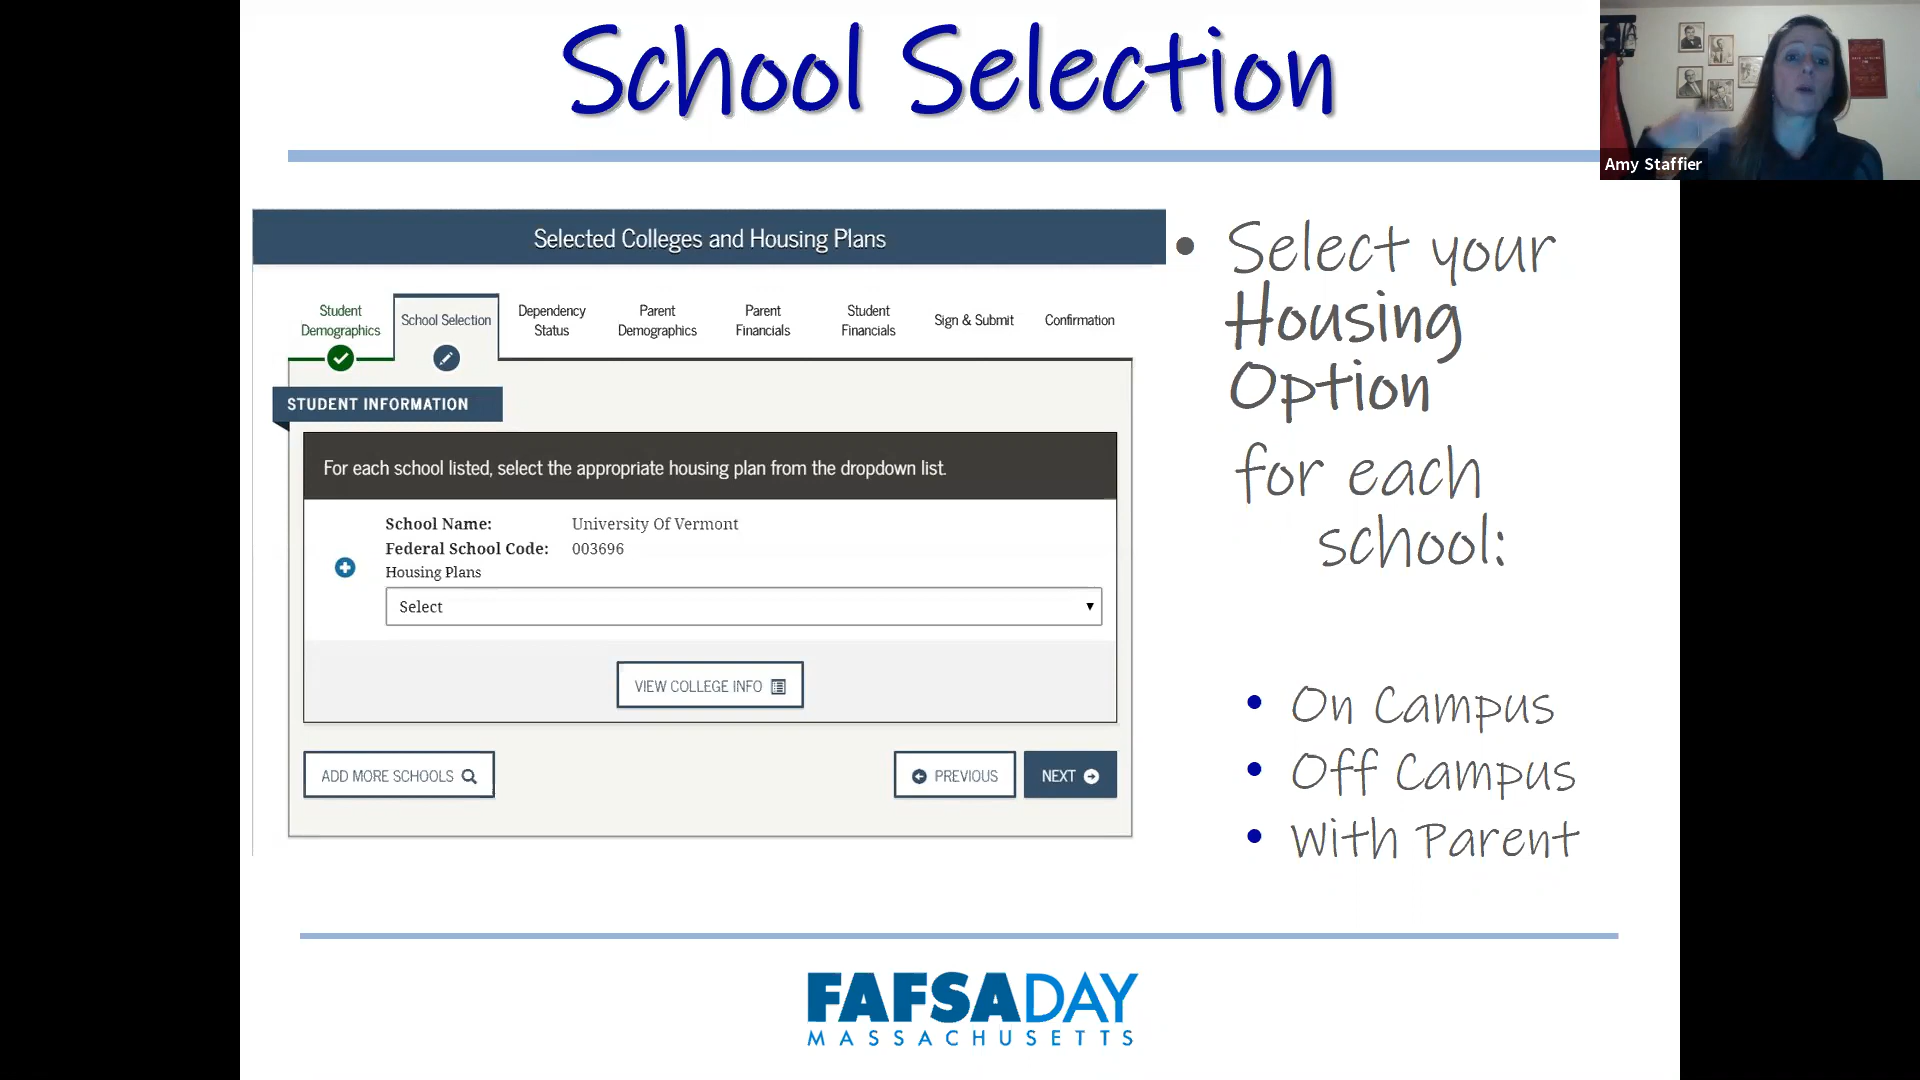 School Selection
Amy Staffier
Selected Colleges and Housing Plans
Student Demographics
School Selection
Dependency Status
Parent Demographics
Parent Financials
Student Financials
Sign & Submit
Confirmation
STUDENT INFORMATION
For each school listed, select the appropriate housing plan from the dropdown list.
School Name: University Of Vermont
Federal School Code: 003696
Housing Plans
Select
VIEW COLLEGE INFO
ADD MORE SCHOOLS
PREVIOUS
NEXT
• Select your
Housing
Option
for each
school:
• On Campus
• Off Campus
• With Parent
FAFSADAY
MASSACHUSETTS